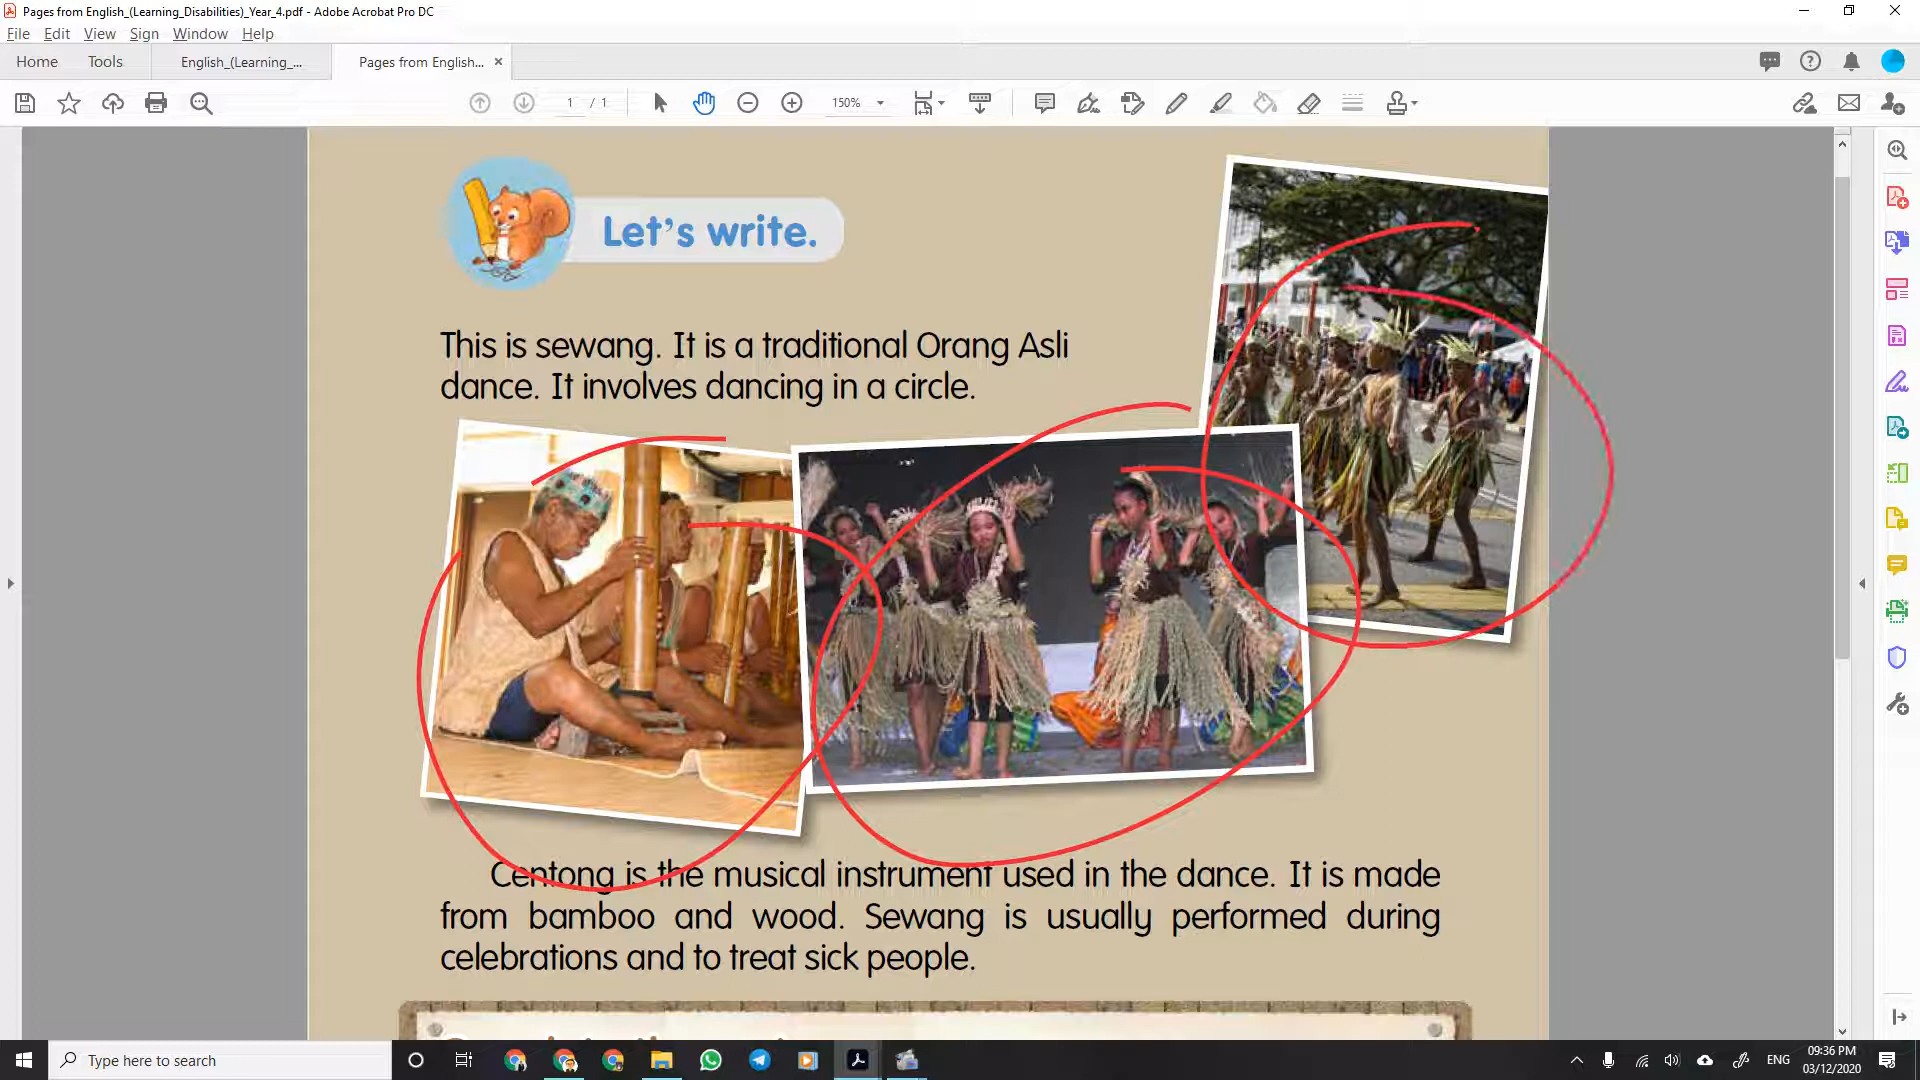 Pages from English_(Learning_Disabilities)_Year_4.pdf - Adobe Acrobat Pro DC
File Edit View Sign Window Help
Home Tools English_(Learning_... Pages from English... ×
1 / 1 150%
Let's write.
This is sewang. It is a traditional Orang Asli
dance. It involves dancing in a circle.
Centong is the musical instrument used in the dance. It is made
from bamboo and wood. Sewang is usually performed during
celebrations and to treat sick people.
Type here to search
ENG
09:36 PM
03/12/2020